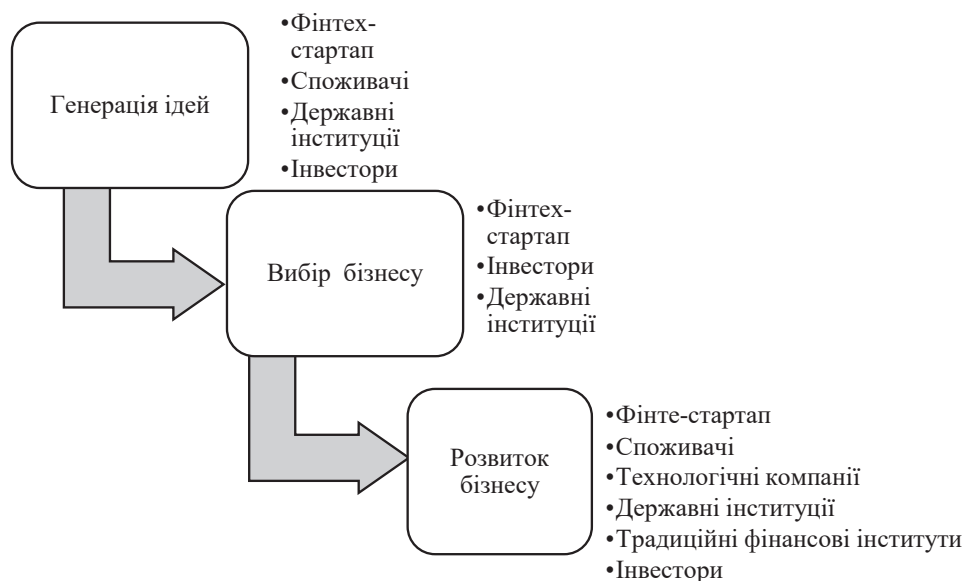 Генерація ідей
•Фінтех-
стартап
•Споживачі
•Державні
інституції
•Інвестори
Вибір бізнесу
•Фінтех-
стартап
•Інвестори
•Державні
інституції
Розвиток
бізнесу
•Фінте-стартап
•Споживачі
•Технологічні компанії
•Державні інституції
•Традиційні фінансові інститути
•Інвестори